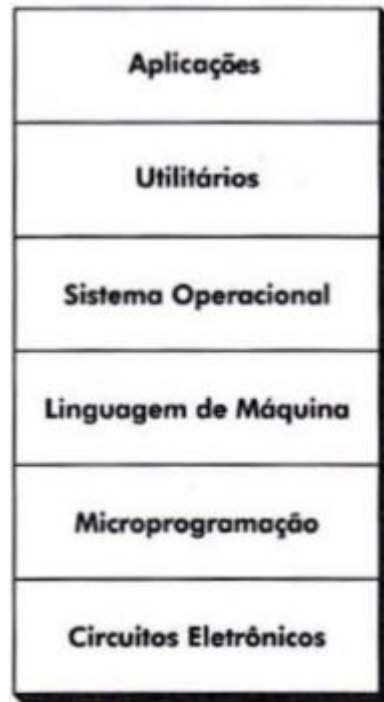 Aplicações
Utilitários
Sistema Operacional
Linguagem de Máquina
Microprogramação
Circuitos Eletrônicos